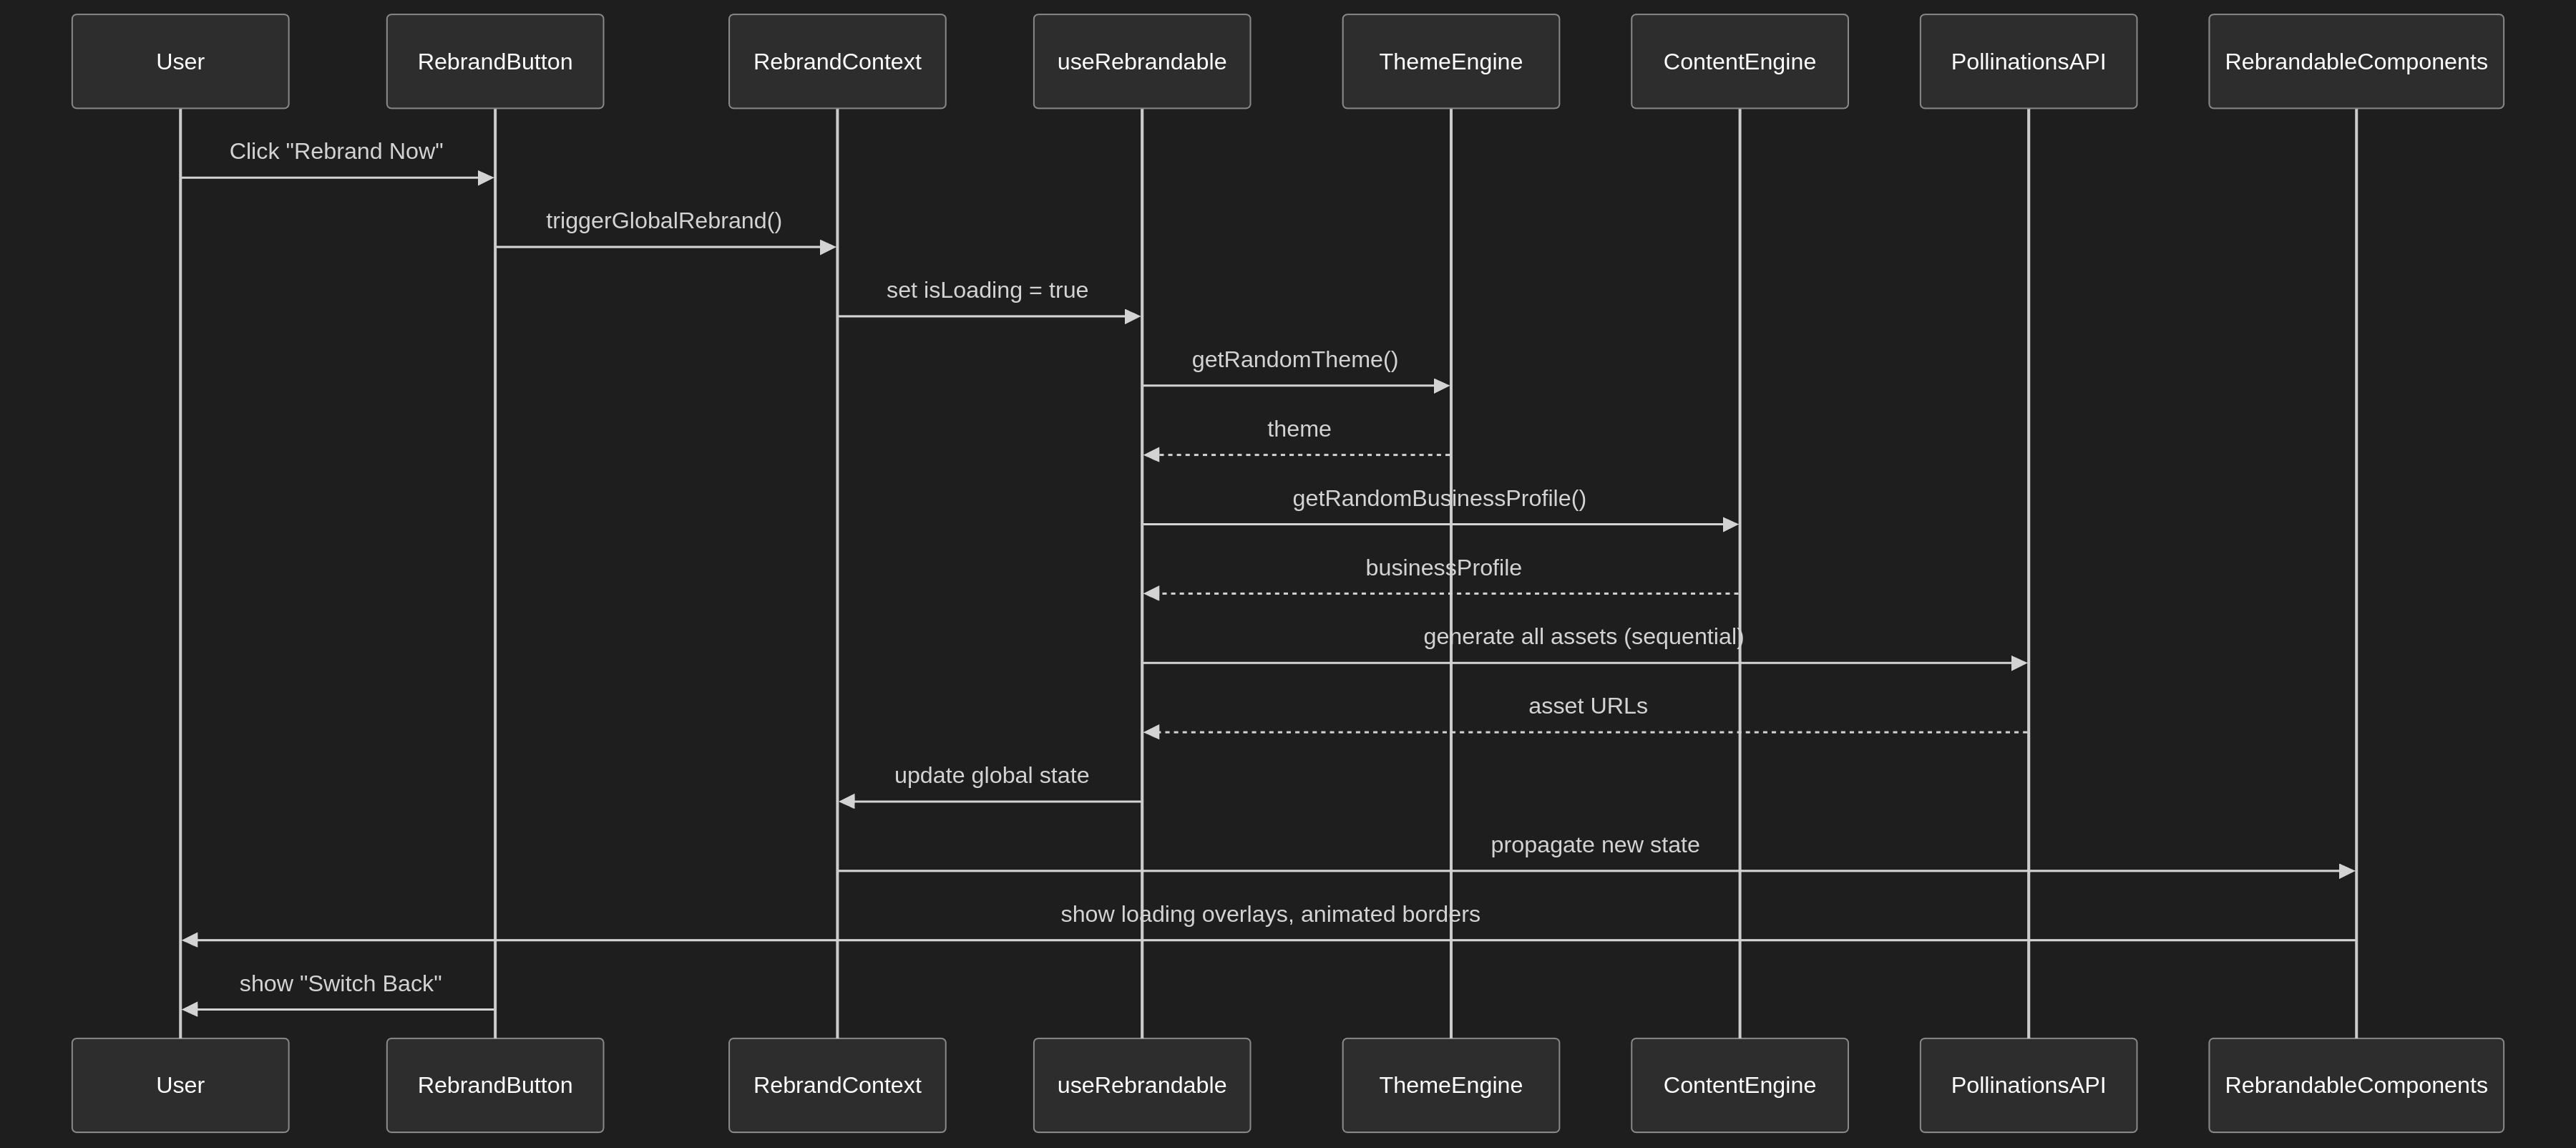 User
RebrandButton
RebrandContext
useRebrandable
ThemeEngine
ContentEngine
PollinationsAPI
RebrandableComponents
Click "Rebrand Now"
triggerGlobalRebrand()
set isLoading = true
getRandomTheme()
theme
getRandomBusinessProfile()
businessProfile
generate all assets (sequential)
asset URLs
update global state
propagate new state
show loading overlays, animated borders
show "Switch Back"
User
RebrandButton
RebrandContext
useRebrandable
ThemeEngine
ContentEngine
PollinationsAPI
RebrandableComponents